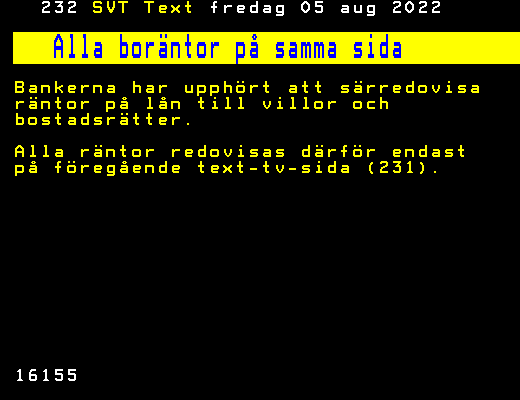 232 SVT Text fredag 05 aug 2022
Alla boräntor på samma sida
Bankerna har upphört att särredovisa
räntor på lån till villor och
bostadsrätter.
Alla räntor redovisas därför endast
på föregående text-tv-sida (231).
16155